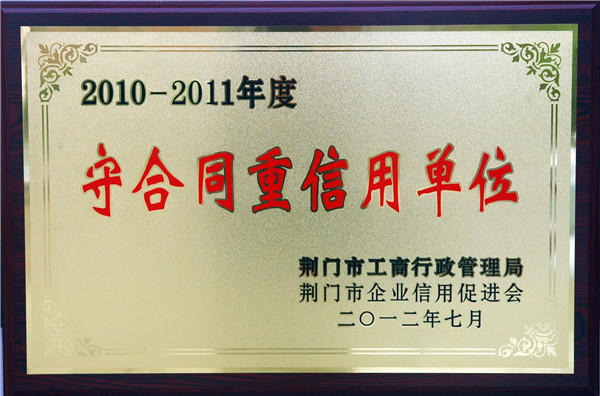 2010-2011年度
守合同重信用单位
荆门市工商行政管理局
荆门市企业信用促进会
二〇一二年七月